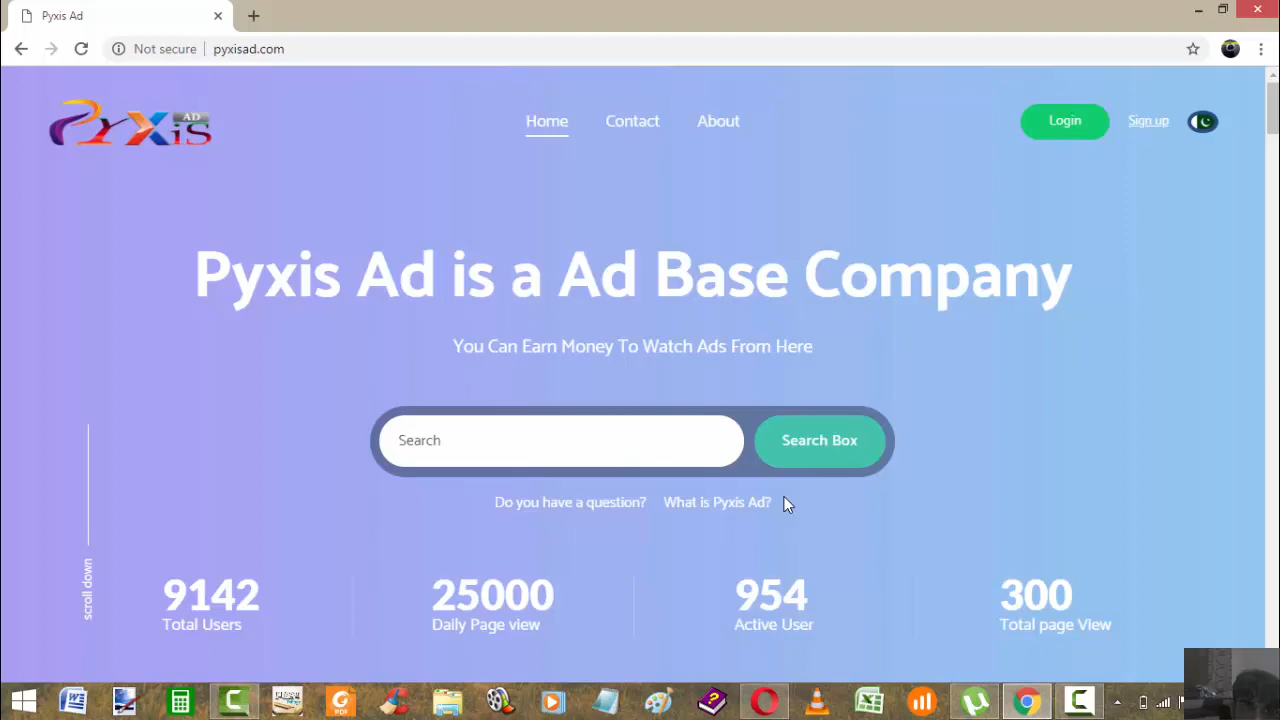 Pyxis Ad
Not secure
pyxisad.com
PYXiS AD
Home
Contact
About
Login
Sign up
Pyxis Ad is a Ad Base Company
You Can Earn Money To Watch Ads From Here
Search
Search Box
Do you have a question?
What is Pyxis Ad?
scroll down
9142
Total Users
25000
Daily Page view
954
Active User
300
Total page View